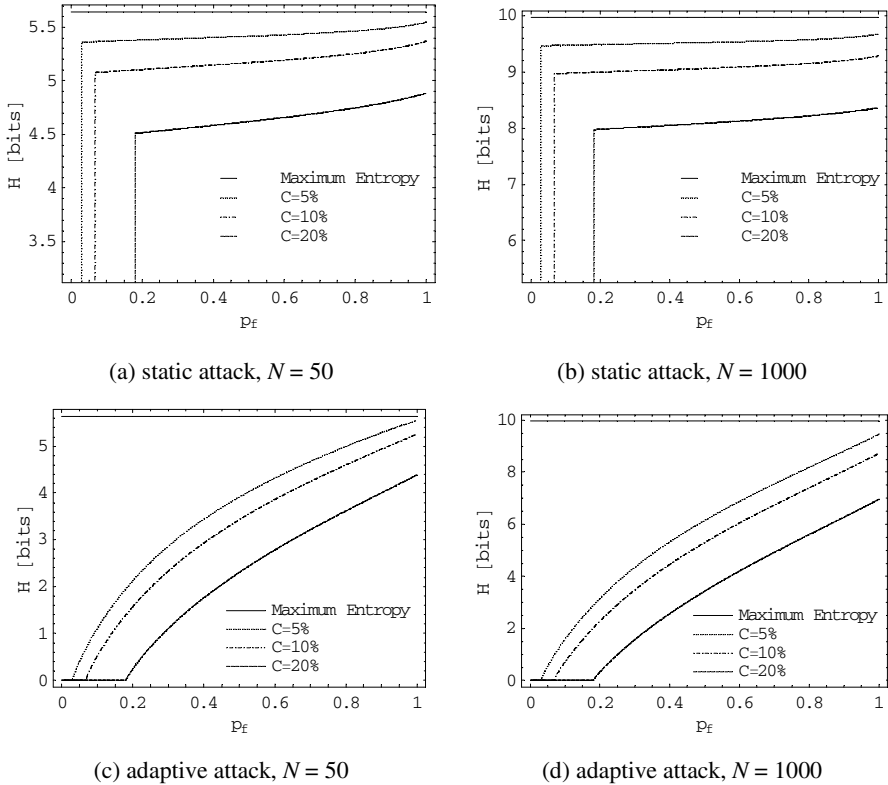 5.5
5
4.5
4
3.5
H [bits]
Maximum Entropy
C=5%
C=10%
C=20%
0 0.2 0.4 0.6 0.8 1
p_f
(a) static attack, N = 50
10
9
8
7
6
H [bits]
Maximum Entropy
C=5%
C=10%
C=20%
0 0.2 0.4 0.6 0.8 1
p_f
(b) static attack, N = 1000
5
4
3
2
1
0
H [bits]
Maximum Entropy
C=5%
C=10%
C=20%
0 0.2 0.4 0.6 0.8 1
p_f
(c) adaptive attack, N = 50
10
8
6
4
2
0
H [bits]
Maximum Entropy
C=5%
C=10%
C=20%
0 0.2 0.4 0.6 0.8 1
p_f
(d) adaptive attack, N = 1000